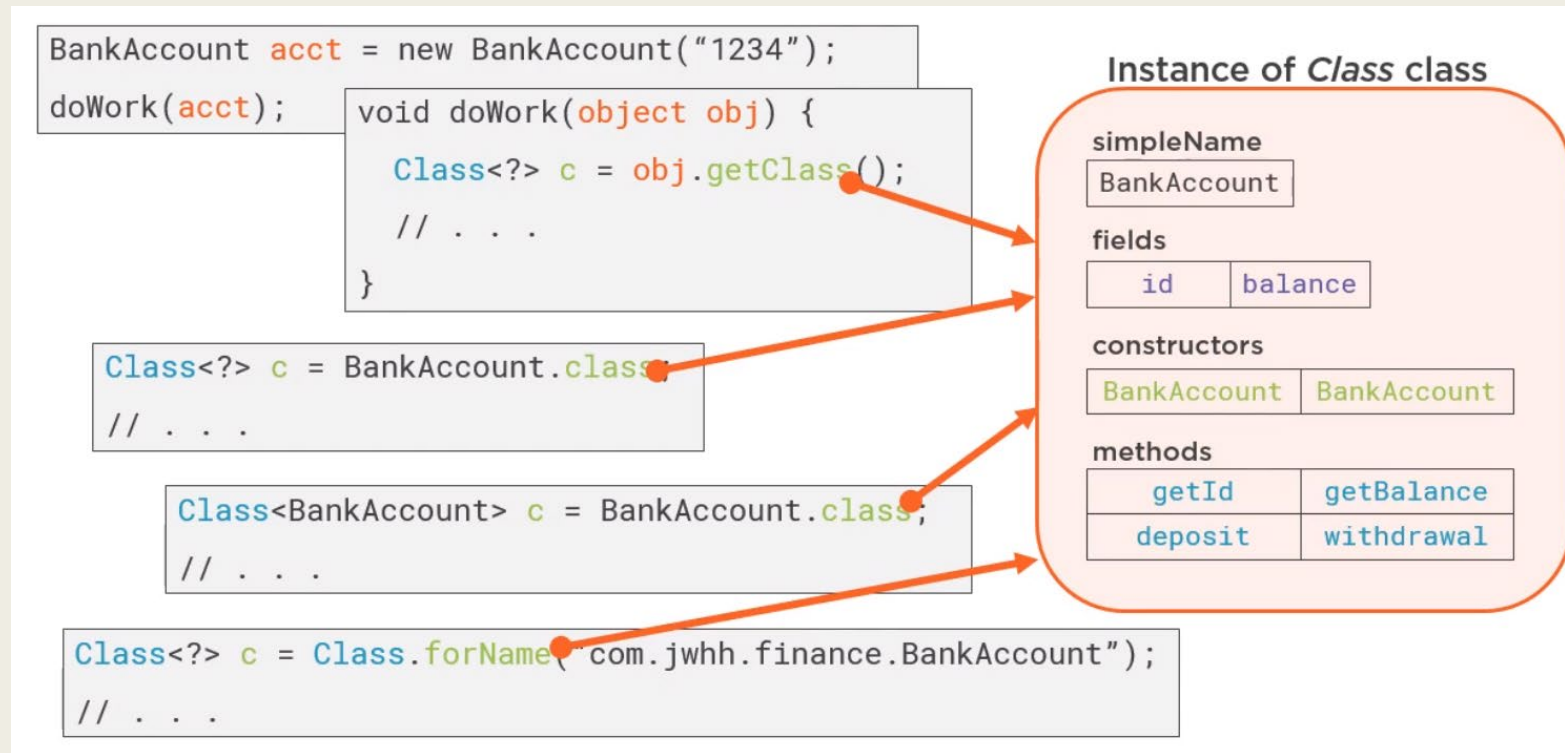 BankAccount acct = new BankAccount(“1234”);
doWork(acct);
void doWork(object obj) {
Class<?> c = obj.getClass();
// . . .
}
Class<?> c = BankAccount.class;
// . . .
Class<BankAccount> c = BankAccount.class;
// . . .
Class<?> c = Class.forName(“com.jwhh.finance.BankAccount”);
// . . .
Instance of Class class
simpleName
BankAccount
fields
id balance
constructors
BankAccount BankAccount
methods
getId getBalance
deposit withdrawal